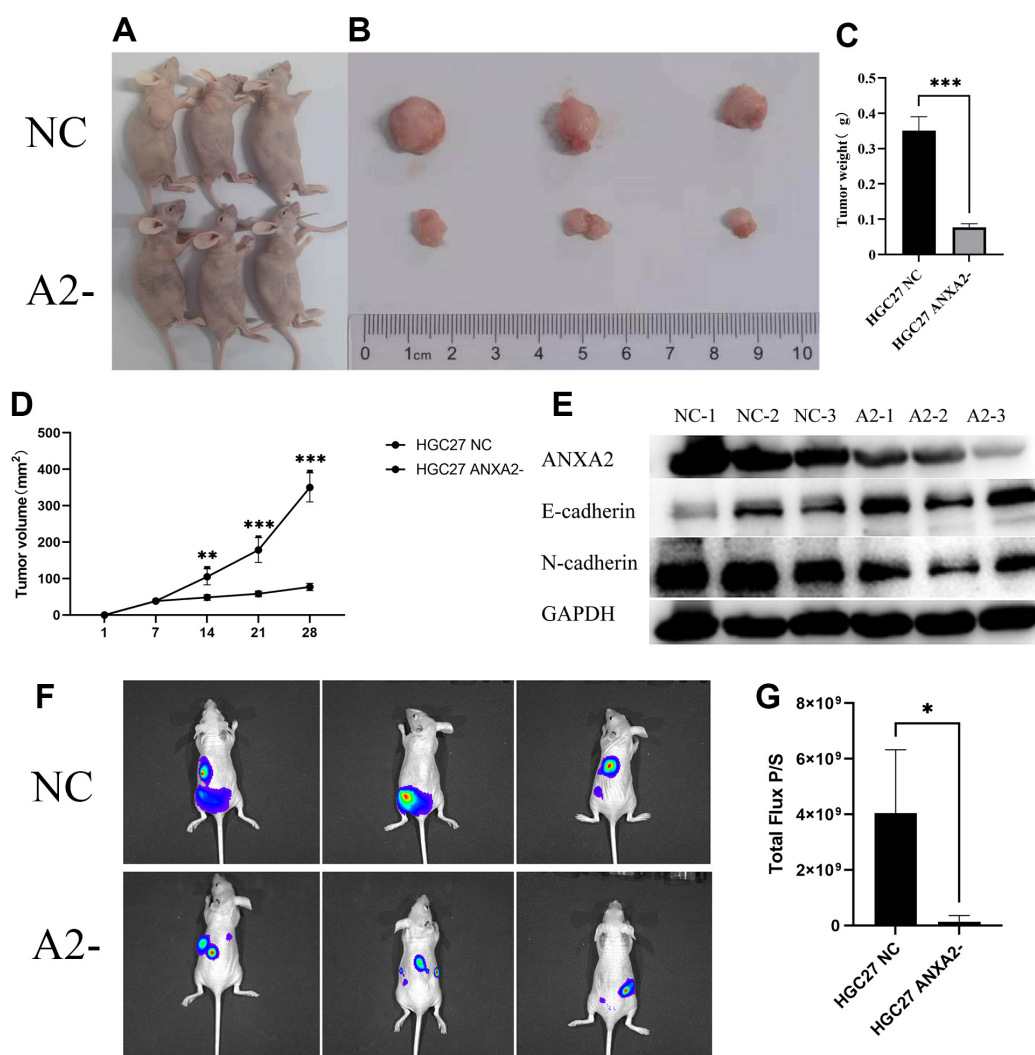 A
B
C
NC
A2-
0 1cm 2 3 4 5 6 7 8 9 10
Tumor weight( g)
0.5
0.4
0.3
0.2
0.1
0
***
HGC27 NC
HGC27 ANXA2-
D
Tumor volume(mm²)
500
400
300
200
100
0
1 7 14 21 28
**
***
***
HGC27 NC
HGC27 ANXA2-
E
NC-1 NC-2 NC-3 A2-1 A2-2 A2-3
ANXA2
E-cadherin
N-cadherin
GAPDH
F
NC
A2-
G
Total Flux P/S
8×10⁹
6×10⁹
4×10⁹
2×10⁹
0
*
HGC27 NC
HGC27 ANXA2-